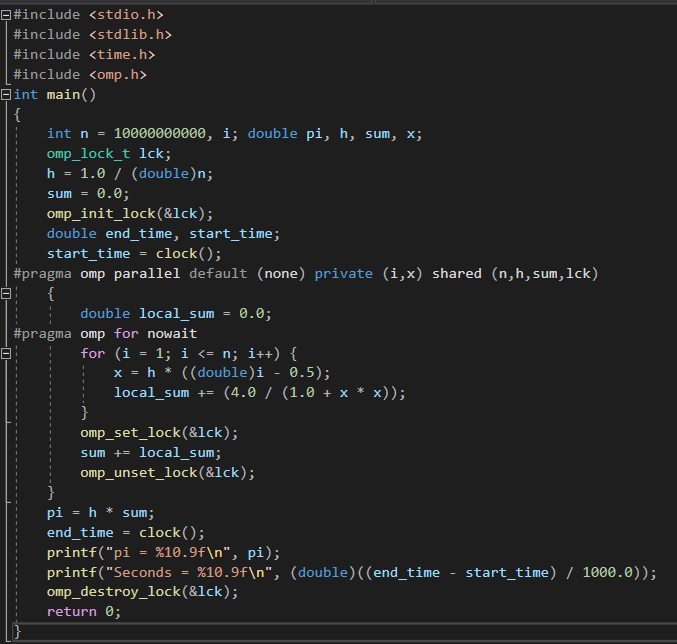 #include <stdio.h>
#include <stdlib.h>
#include <time.h>
#include <omp.h>
int main()
{
    int n = 10000000000, i; double pi, h, sum, x;
    omp_lock_t lck;
    h = 1.0 / (double)n;
    sum = 0.0;
    omp_init_lock(&lck);
    double end_time, start_time;
    start_time = clock();
#pragma omp parallel default (none) private (i,x) shared (n,h,sum,lck)
    {
        double local_sum = 0.0;
#pragma omp for nowait
        for (i = 1; i <= n; i++) {
            x = h * ((double)i - 0.5);
            local_sum += (4.0 / (1.0 + x * x));
        }
        omp_set_lock(&lck);
        sum += local_sum;
        omp_unset_lock(&lck);
    }
    pi = h * sum;
    end_time = clock();
    printf("pi = %10.9f\n", pi);
    printf("Seconds = %10.9f\n", (double)((end_time - start_time) / 1000.0));
    omp_destroy_lock(&lck);
    return 0;
}